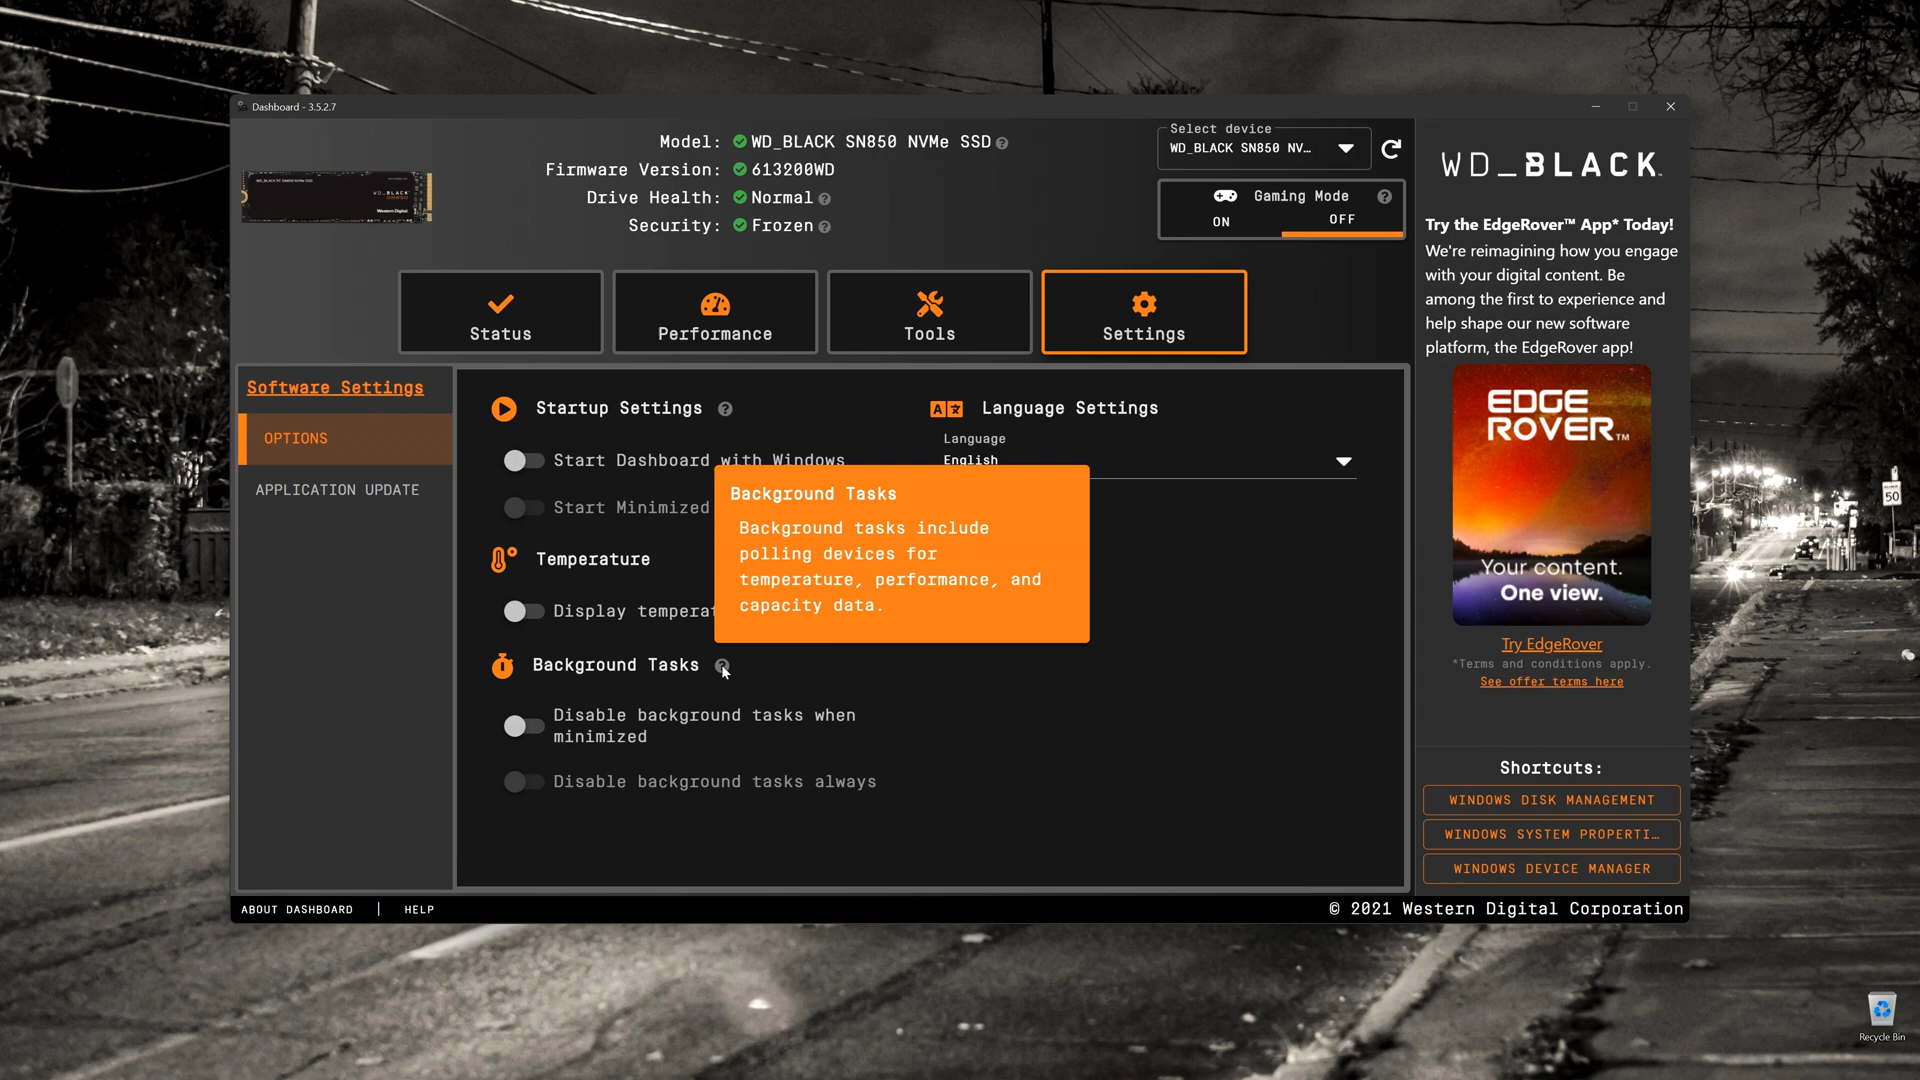 Dashboard - 3.5.2.7
Model: WD_BLACK SN850 NVMe SSD
Firmware Version: 613200WD
Drive Health: Normal
Security: Frozen
Select device
WD_BLACK SN850 NV…
Gaming Mode
ON OFF
Status
Performance
Tools
Settings
Software Settings
OPTIONS
APPLICATION UPDATE
Startup Settings
Start Dashboard with Windows
Start Minimized
Temperature
Display temperat
Background Tasks
Disable background tasks when
minimized
Disable background tasks always
Language Settings
Language
English
Background Tasks
Background tasks include
polling devices for
temperature, performance, and
capacity data.
WD_BLACK
Try the EdgeRover™ App* Today!
We're reimagining how you engage
with your digital content. Be
among the first to experience and
help shape our new software
platform, the EdgeRover app!
EDGE
ROVER™
Your content.
One view.
Try EdgeRover
*Terms and conditions apply.
See offer terms here
Shortcuts:
WINDOWS DISK MANAGEMENT
WINDOWS SYSTEM PROPERTI…
WINDOWS DEVICE MANAGER
ABOUT DASHBOARD | HELP
© 2021 Western Digital Corporation
WD_BLACK
Western Digital
50
Recycle Bin